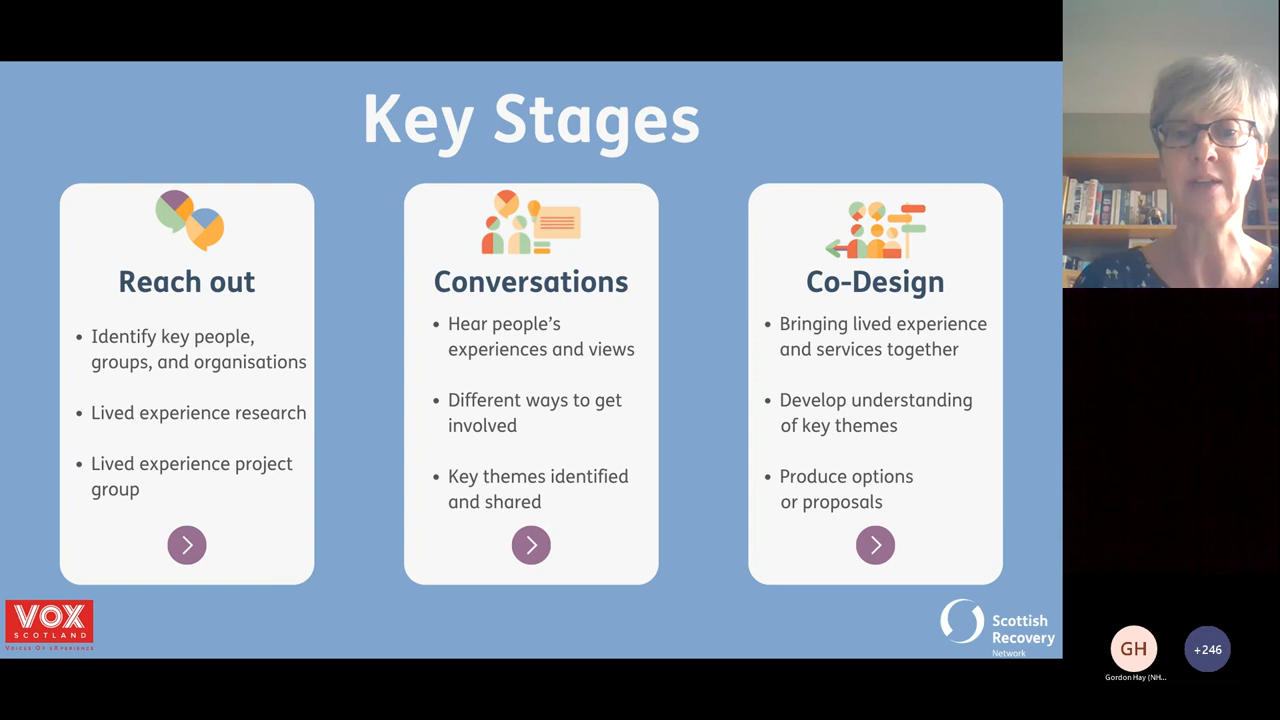 Key Stages
Reach out
• Identify key people,
groups, and organisations
• Lived experience research
• Lived experience project
group
Conversations
• Hear people’s
experiences and views
• Different ways to get
involved
• Key themes identified
and shared
Co-Design
• Bringing lived experience
and services together
• Develop understanding
of key themes
• Produce options
or proposals
VOX
SCOTLAND
VOICES OF EXPERIENCE
Scottish
Recovery
Network
GH
+246
Gordon Hay (NH...